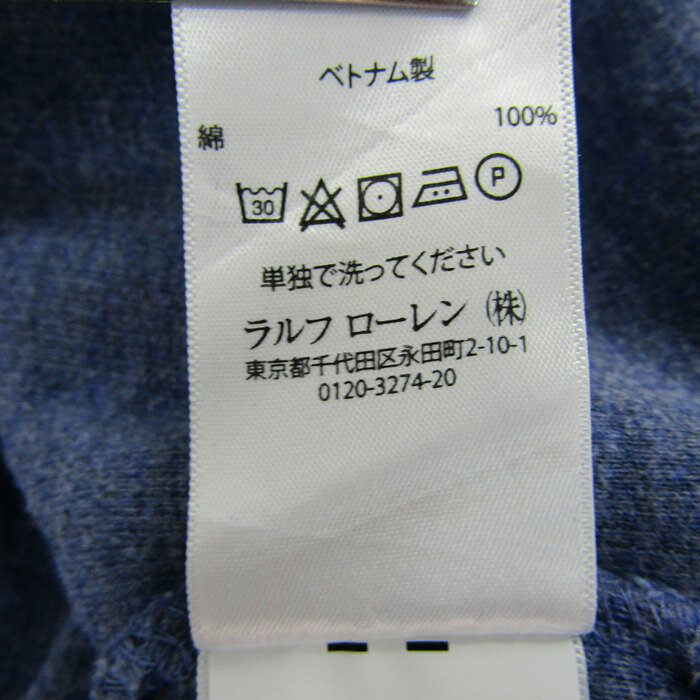 ベトナム製
綿 100%
30 P
単独で洗ってください
ラルフ ローレン (株)
東京都千代田区永田町2-10-1
0120-3274-20